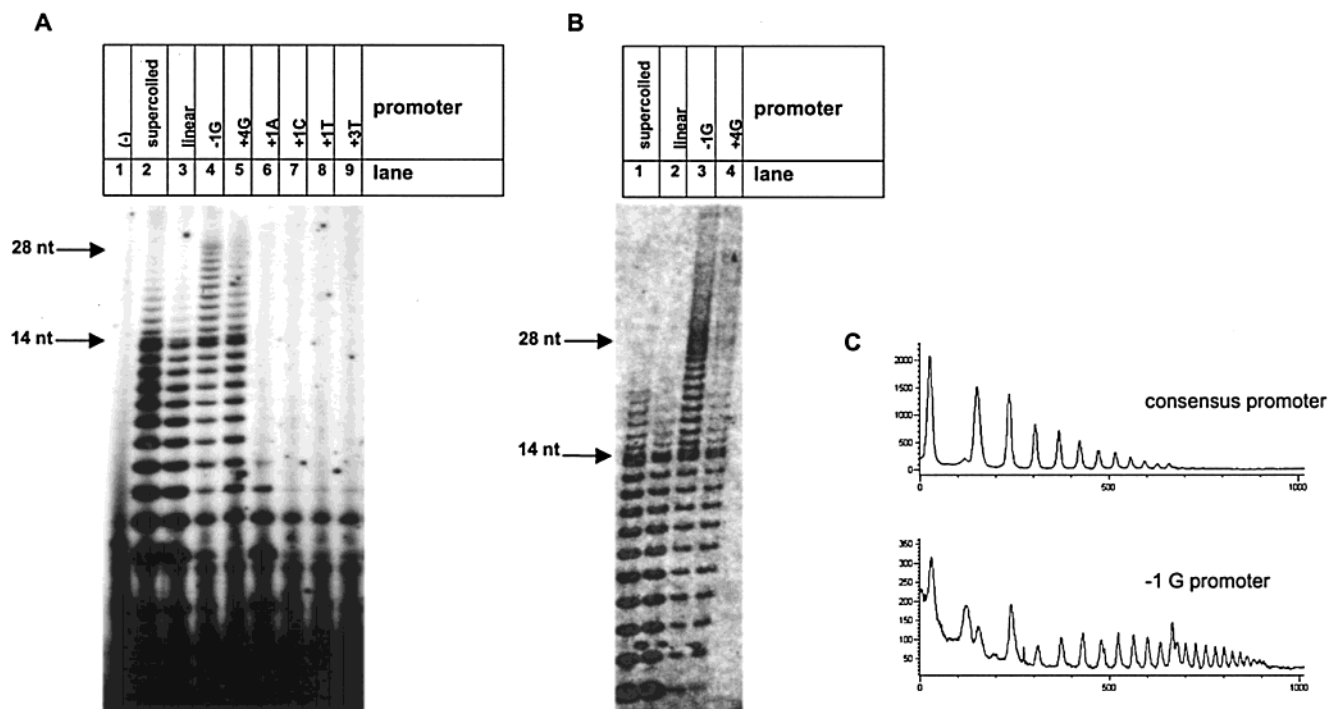 A
(-)
supercoiled
linear
-1G
+4G
+1A
+1C
+1T
+3T
promoter
1 2 3 4 5 6 7 8 9 lane
28 nt
14 nt
B
supercoiled
linear
-1G
+4G
promoter
1 2 3 4 lane
28 nt
14 nt
C
2000
1500
1000
500
0
consensus promoter
0 500 1000
350
300
250
200
150
100
50
-1 G promoter
0 500 1000